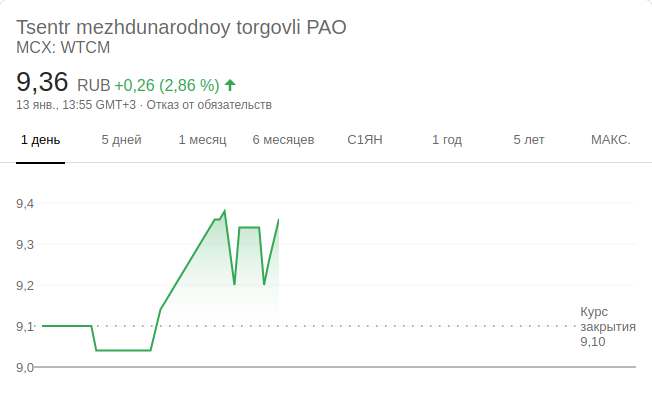 Tsentr mezhdunarodnoy torgovli PAO
MCX: WTCM
9,36 RUB +0,26 (2,86 %)
13 янв., 13:55 GMT+3 · Отказ от обязательств
1 день 5 дней 1 месяц 6 месяцев С1ЯН 1 год 5 лет МАКС.
9,4
9,3
9,2
9,1
9,0
Курс
закрытия
9,10